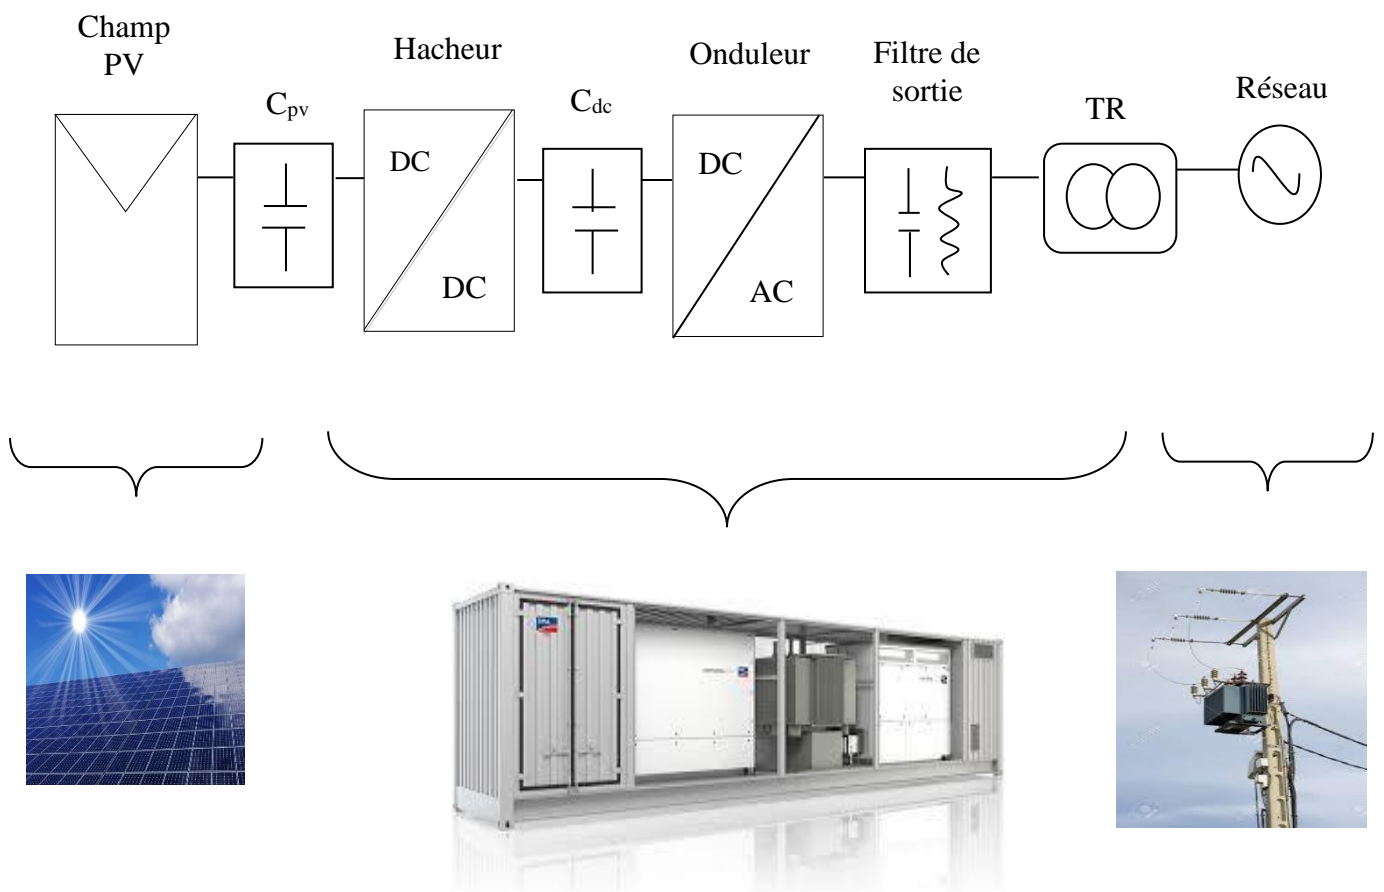 Champ
PV
Hacheur
Onduleur
Filtre de
sortie
Cpv
Cdc
TR
Réseau
DC
DC
DC
AC